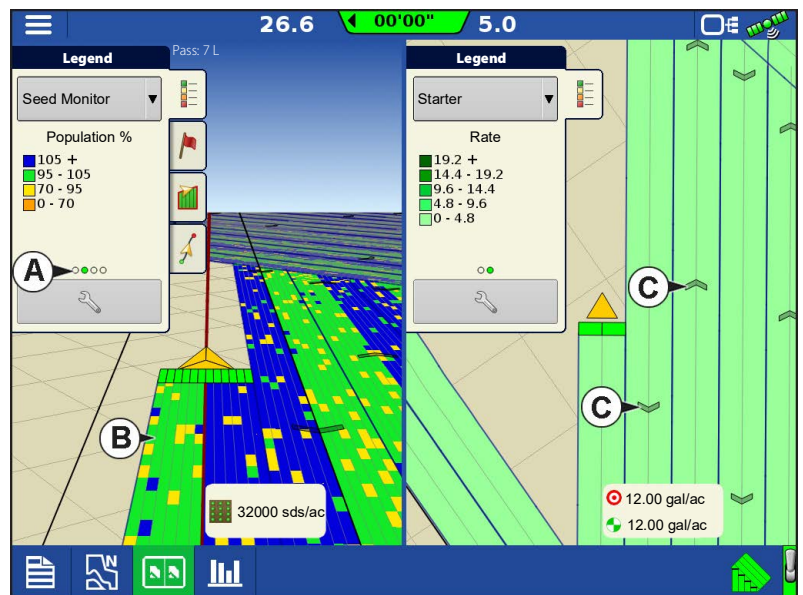 26.6
00'00"
5.0
Pass: 7 L
Legend
Seed Monitor
Population %
105 +
95 - 105
70 - 95
0 - 70
A
B
32000 sds/ac
Legend
Starter
Rate
19.2 +
14.4 - 19.2
9.6 - 14.4
4.8 - 9.6
0 - 4.8
C
C
12.00 gal/ac
12.00 gal/ac
N